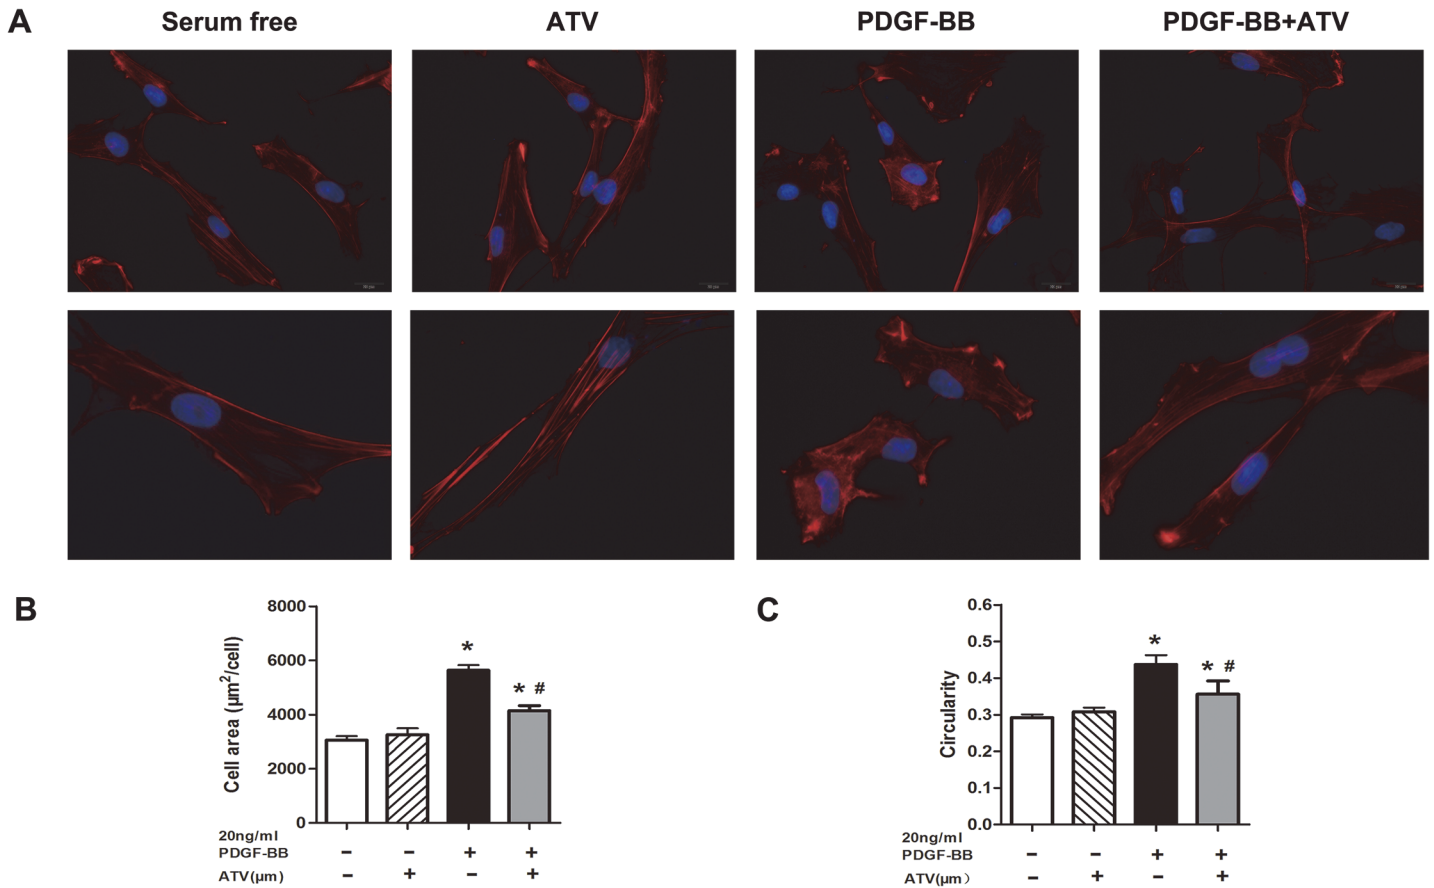 A
Serum free
ATV
PDGF-BB
PDGF-BB+ATV
B
8000
6000
4000
2000
0
Cell area (µm²/cell)
*
* #
20ng/ml
PDGF-BB
− − + +
ATV(µm)
− + − +
C
0.6
0.5
0.4
0.3
0.2
0.1
0.0
Circularity
*
* #
20ng/ml
PDGF-BB
− − + +
ATV(µm）
− + − +